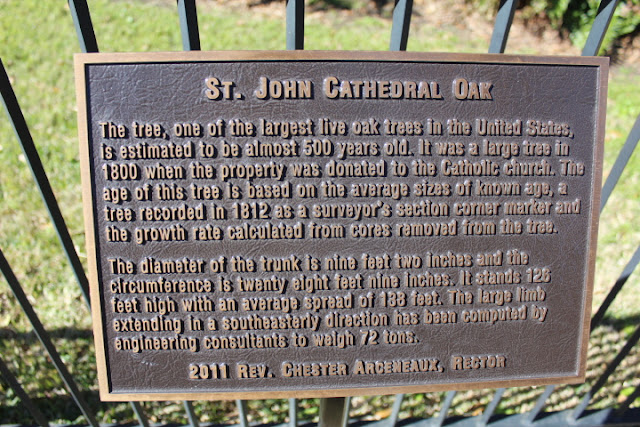 ST. JOHN CATHEDRAL OAK
The tree, one of the largest live oak trees in the United States,
is estimated to be almost 500 years old. It was a large tree in
1800 when the property was donated to the Catholic Church. The
age of this tree is based on the average sizes of known age, a
tree recorded in 1812 as a surveyor's section corner marker and
the growth rate calculated from cores removed from the tree.
The diameter of the trunk is nine feet two inches and the
circumference is twenty eight feet nine inches. It stands 126
feet high with an average spread of 138 feet. The large limb
extending in a southeasterly direction has been computed by
engineering consultants to weigh 72 tons.
2011 REV. CHESTER ARCENEAUX, RECTOR